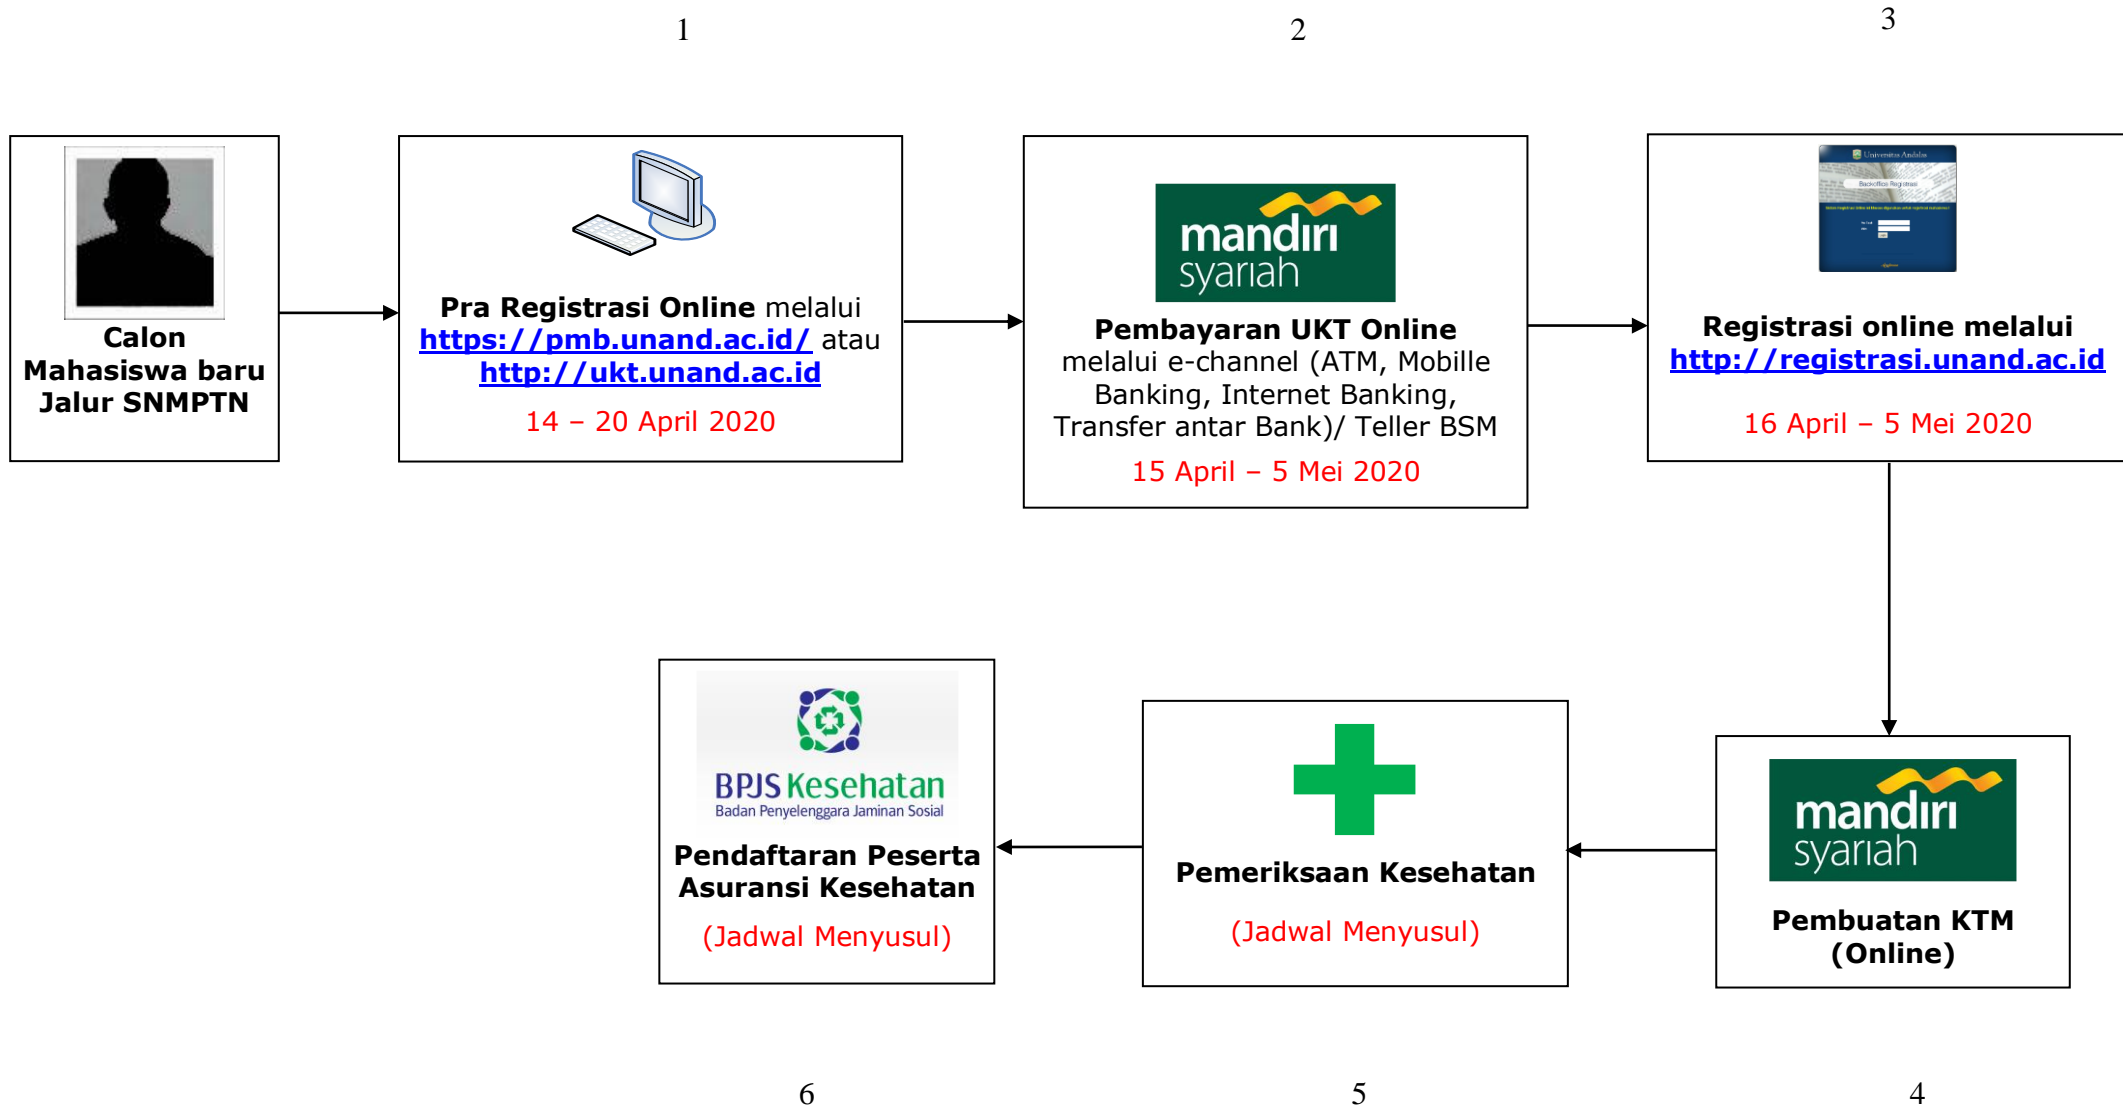 1
2
3
Calon
Mahasiswa baru
Jalur SNMPTN
Pra Registrasi Online melalui
https://pmb.unand.ac.id/ atau
http://ukt.unand.ac.id
14 – 20 April 2020
mandiri
syariah
Pembayaran UKT Online
melalui e-channel (ATM, Mobille
Banking, Internet Banking,
Transfer antar Bank)/ Teller BSM
15 April – 5 Mei 2020
Universitas Andalas
Backoffice Registrasi
Registrasi online melalui
http://registrasi.unand.ac.id
16 April – 5 Mei 2020
BPJS Kesehatan
Badan Penyelenggara Jaminan Sosial
Pendaftaran Peserta
Asuransi Kesehatan
(Jadwal Menyusul)
Pemeriksaan Kesehatan
(Jadwal Menyusul)
mandiri
syariah
Pembuatan KTM
(Online)
6
5
4